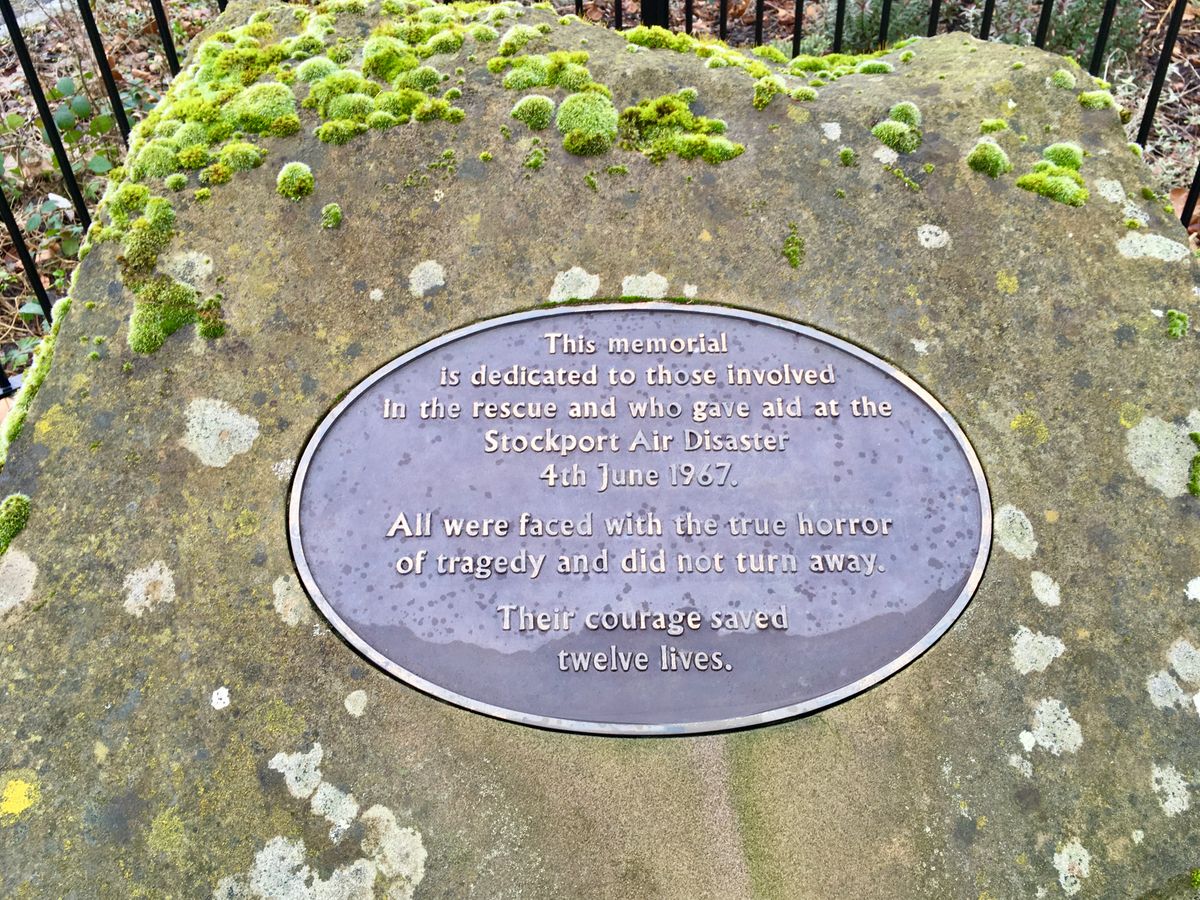 This memorial
is dedicated to those involved
in the rescue and who gave aid at the
Stockport Air Disaster
4th June 1967.
All were faced with the true horror
of tragedy and did not turn away.
Their courage saved
twelve lives.